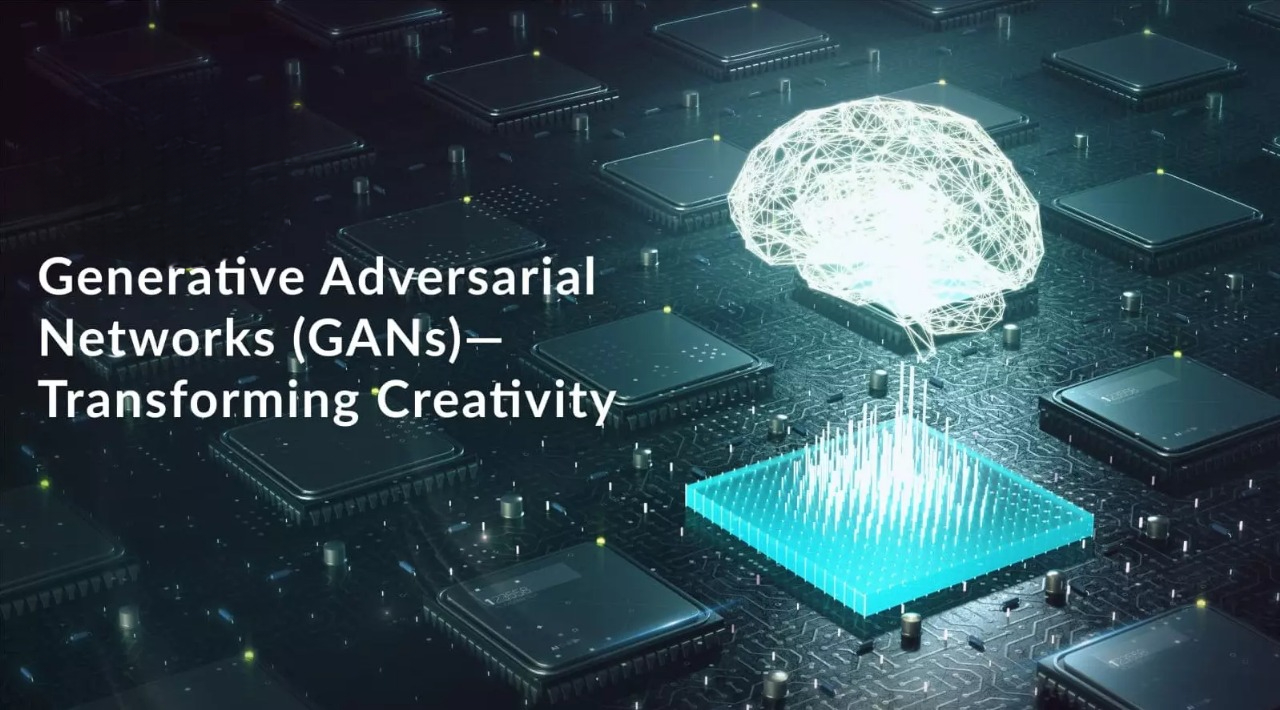 Generative Adversarial
Networks (GANs)—
Transforming Creativity